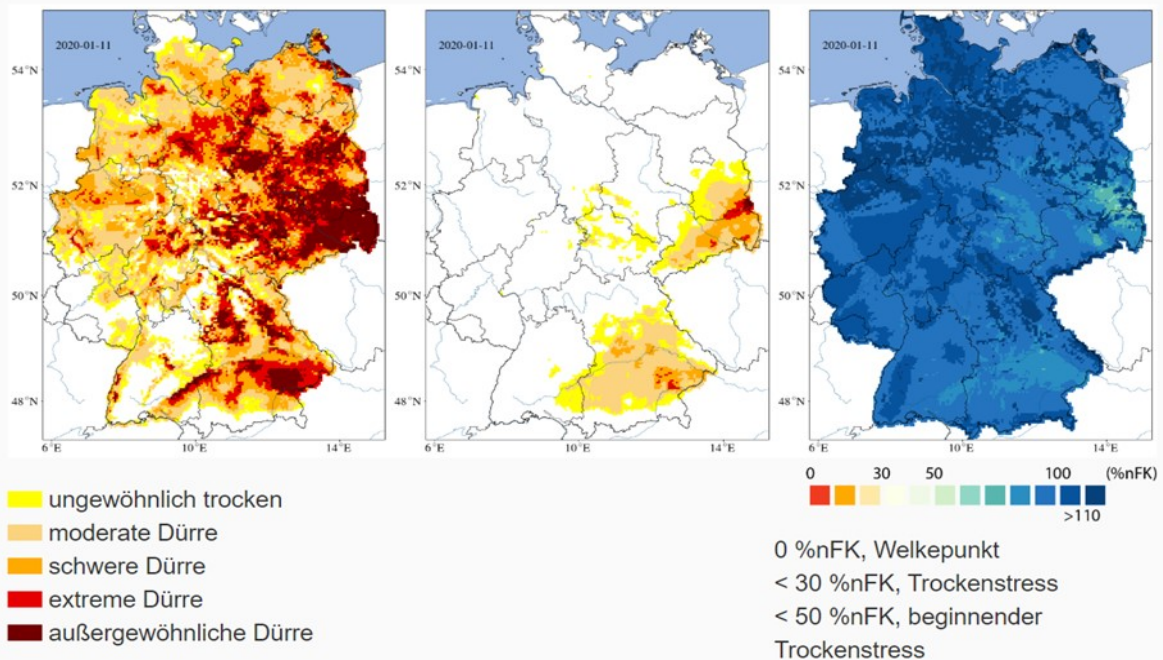 2020-01-11
2020-01-11
2020-01-11
54°N
52°N
50°N
48°N
6°E
10°E
14°E
54°N
52°N
50°N
48°N
6°E
10°E
14°E
54°N
52°N
50°N
48°N
6°E
10°E
14°E
ungewöhnlich trocken
moderate Dürre
schwere Dürre
extreme Dürre
außergewöhnliche Dürre
0 30 50 100 (%nFK)
>110
0 %nFK, Welkepunkt
< 30 %nFK, Trockenstress
< 50 %nFK, beginnender
Trockenstress